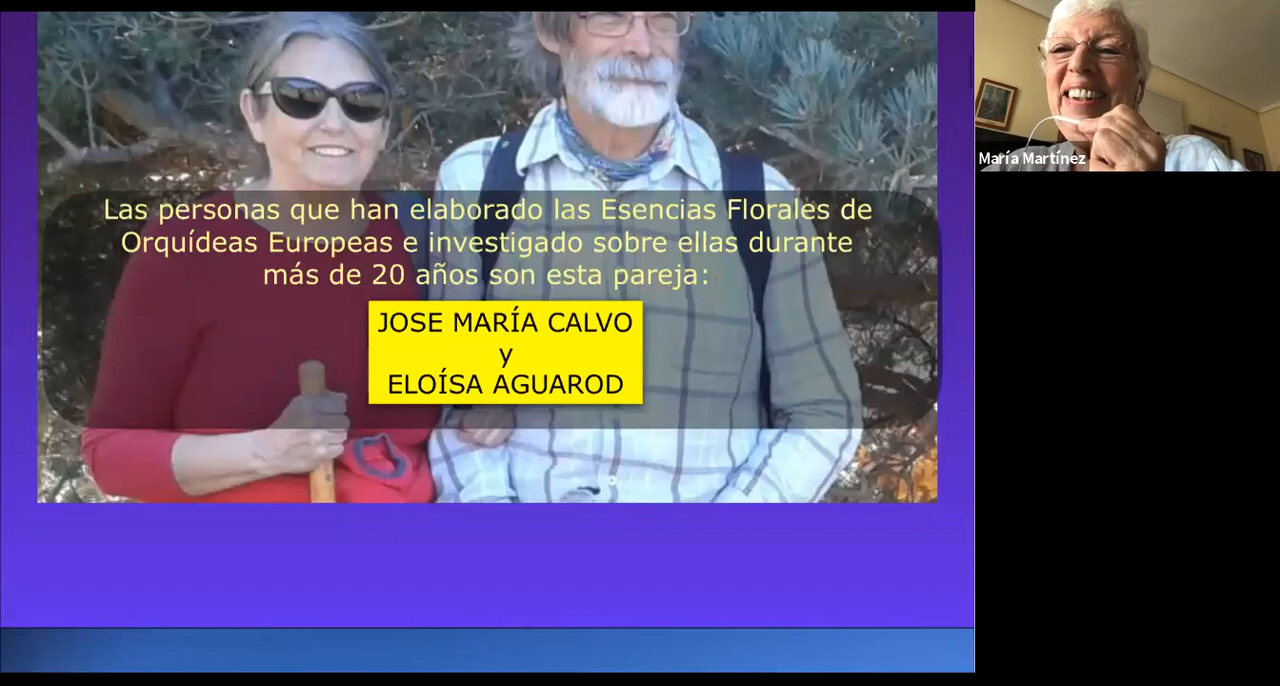 Las personas que han elaborado las Esencias Florales de
Orquídeas Europeas e investigado sobre ellas durante
más de 20 años son esta pareja:
JOSE MARÍA CALVO
y
ELOÍSA AGUAROD
María Martínez